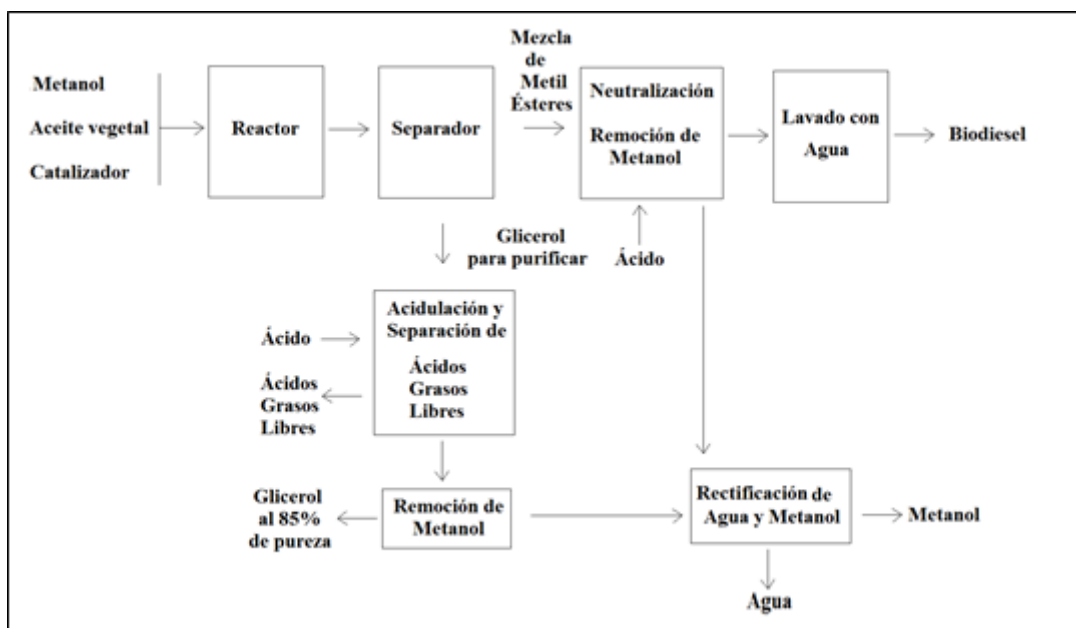 Metanol
Aceite vegetal
Catalizador
Reactor
Separador
Mezcla
de
Metil
Ésteres
Neutralización
Remoción de
Metanol
Lavado con
Agua
Biodiesel
Glicerol
para purificar
Ácido
Ácido
Ácidos
Grasos
Libres
Acidulación y
Separación de
Ácidos
Grasos
Libres
Glicerol
al 85%
de pureza
Remoción de
Metanol
Rectificación de
Agua y Metanol
Metanol
Agua